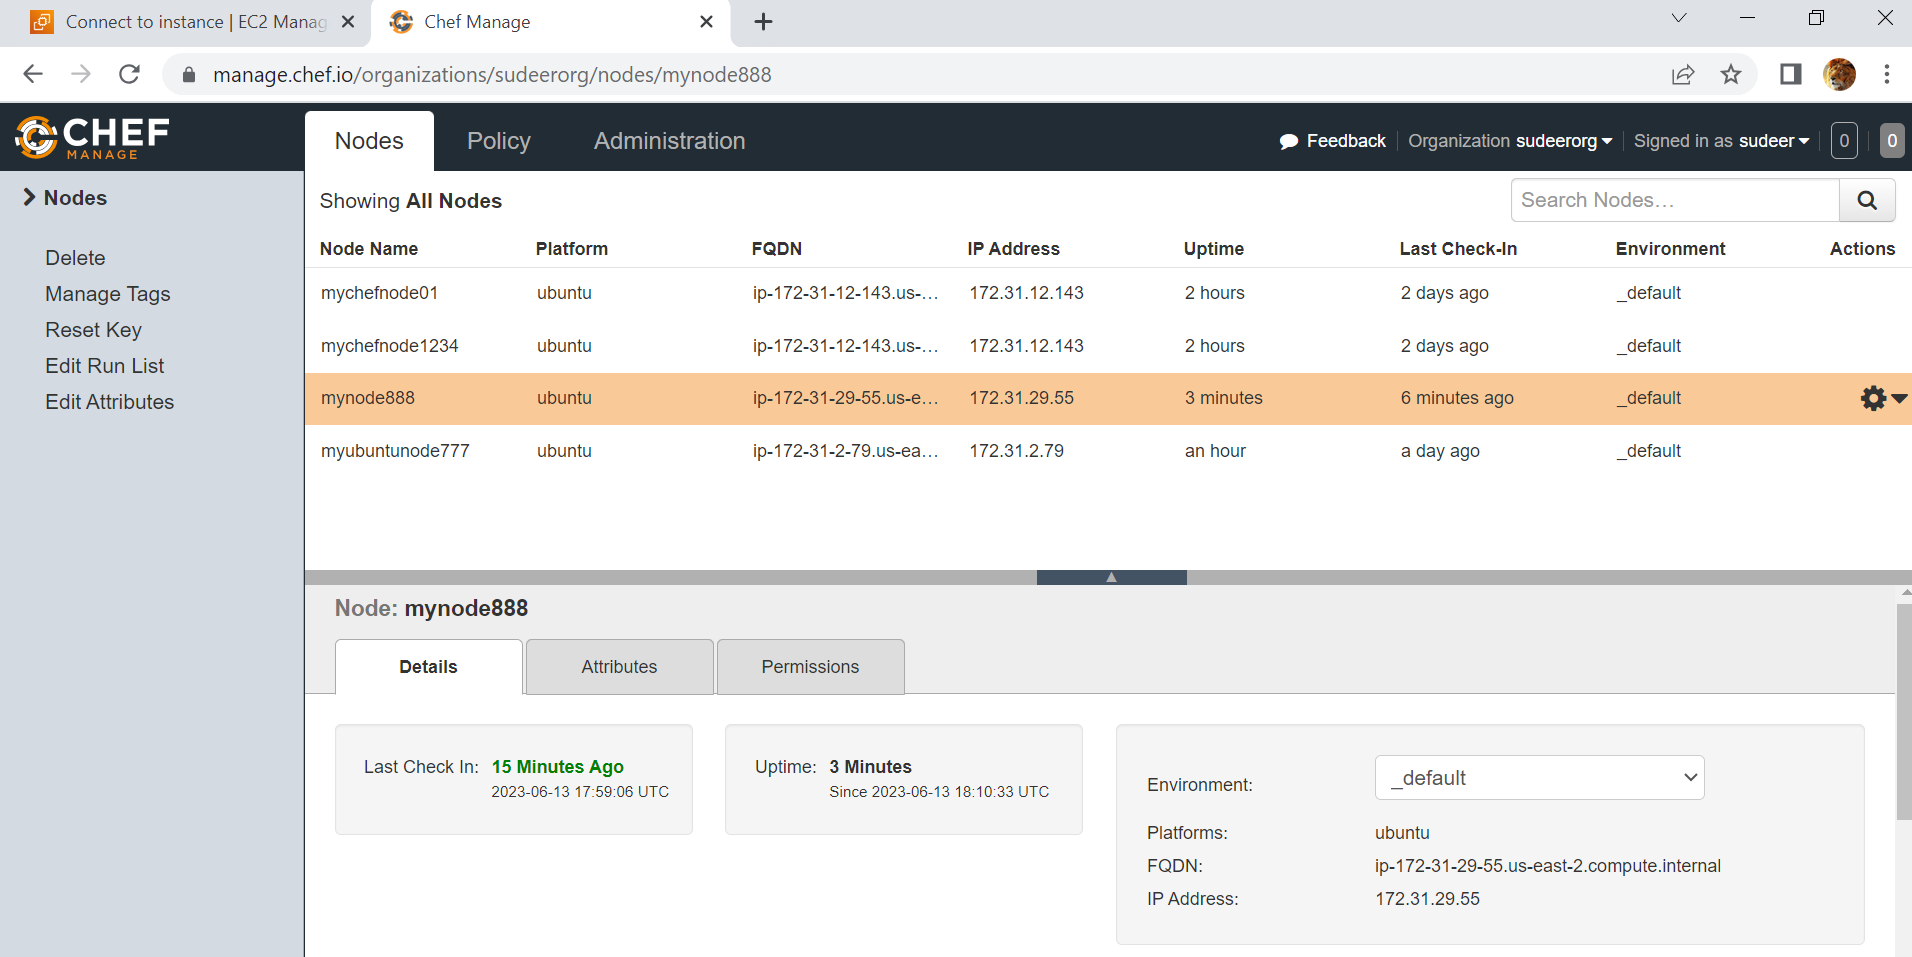 Connect to instance | EC2 Manag
Chef Manage
manage.chef.io/organizations/sudeerorg/nodes/mynode888
CHEF
MANAGE
Nodes Policy Administration
Feedback Organization sudeerorg Signed in as sudeer 0 0
Nodes
Delete
Manage Tags
Reset Key
Edit Run List
Edit Attributes
Showing All Nodes
Search Nodes...
Node Name Platform FQDN IP Address Uptime Last Check-In Environment Actions
mychefnode01 ubuntu ip-172-31-12-143.us-... 172.31.12.143 2 hours 2 days ago _default
mychefnode1234 ubuntu ip-172-31-12-143.us-... 172.31.12.143 2 hours 2 days ago _default
mynode888 ubuntu ip-172-31-29-55.us-e... 172.31.29.55 3 minutes 6 minutes ago _default
myubuntunode777 ubuntu ip-172-31-2-79.us-ea... 172.31.2.79 an hour a day ago _default
Node: mynode888
Details Attributes Permissions
Last Check In: 15 Minutes Ago
2023-06-13 17:59:06 UTC
Uptime: 3 Minutes
Since 2023-06-13 18:10:33 UTC
Environment: _default
Platforms: ubuntu
FQDN: ip-172-31-29-55.us-east-2.compute.internal
IP Address: 172.31.29.55